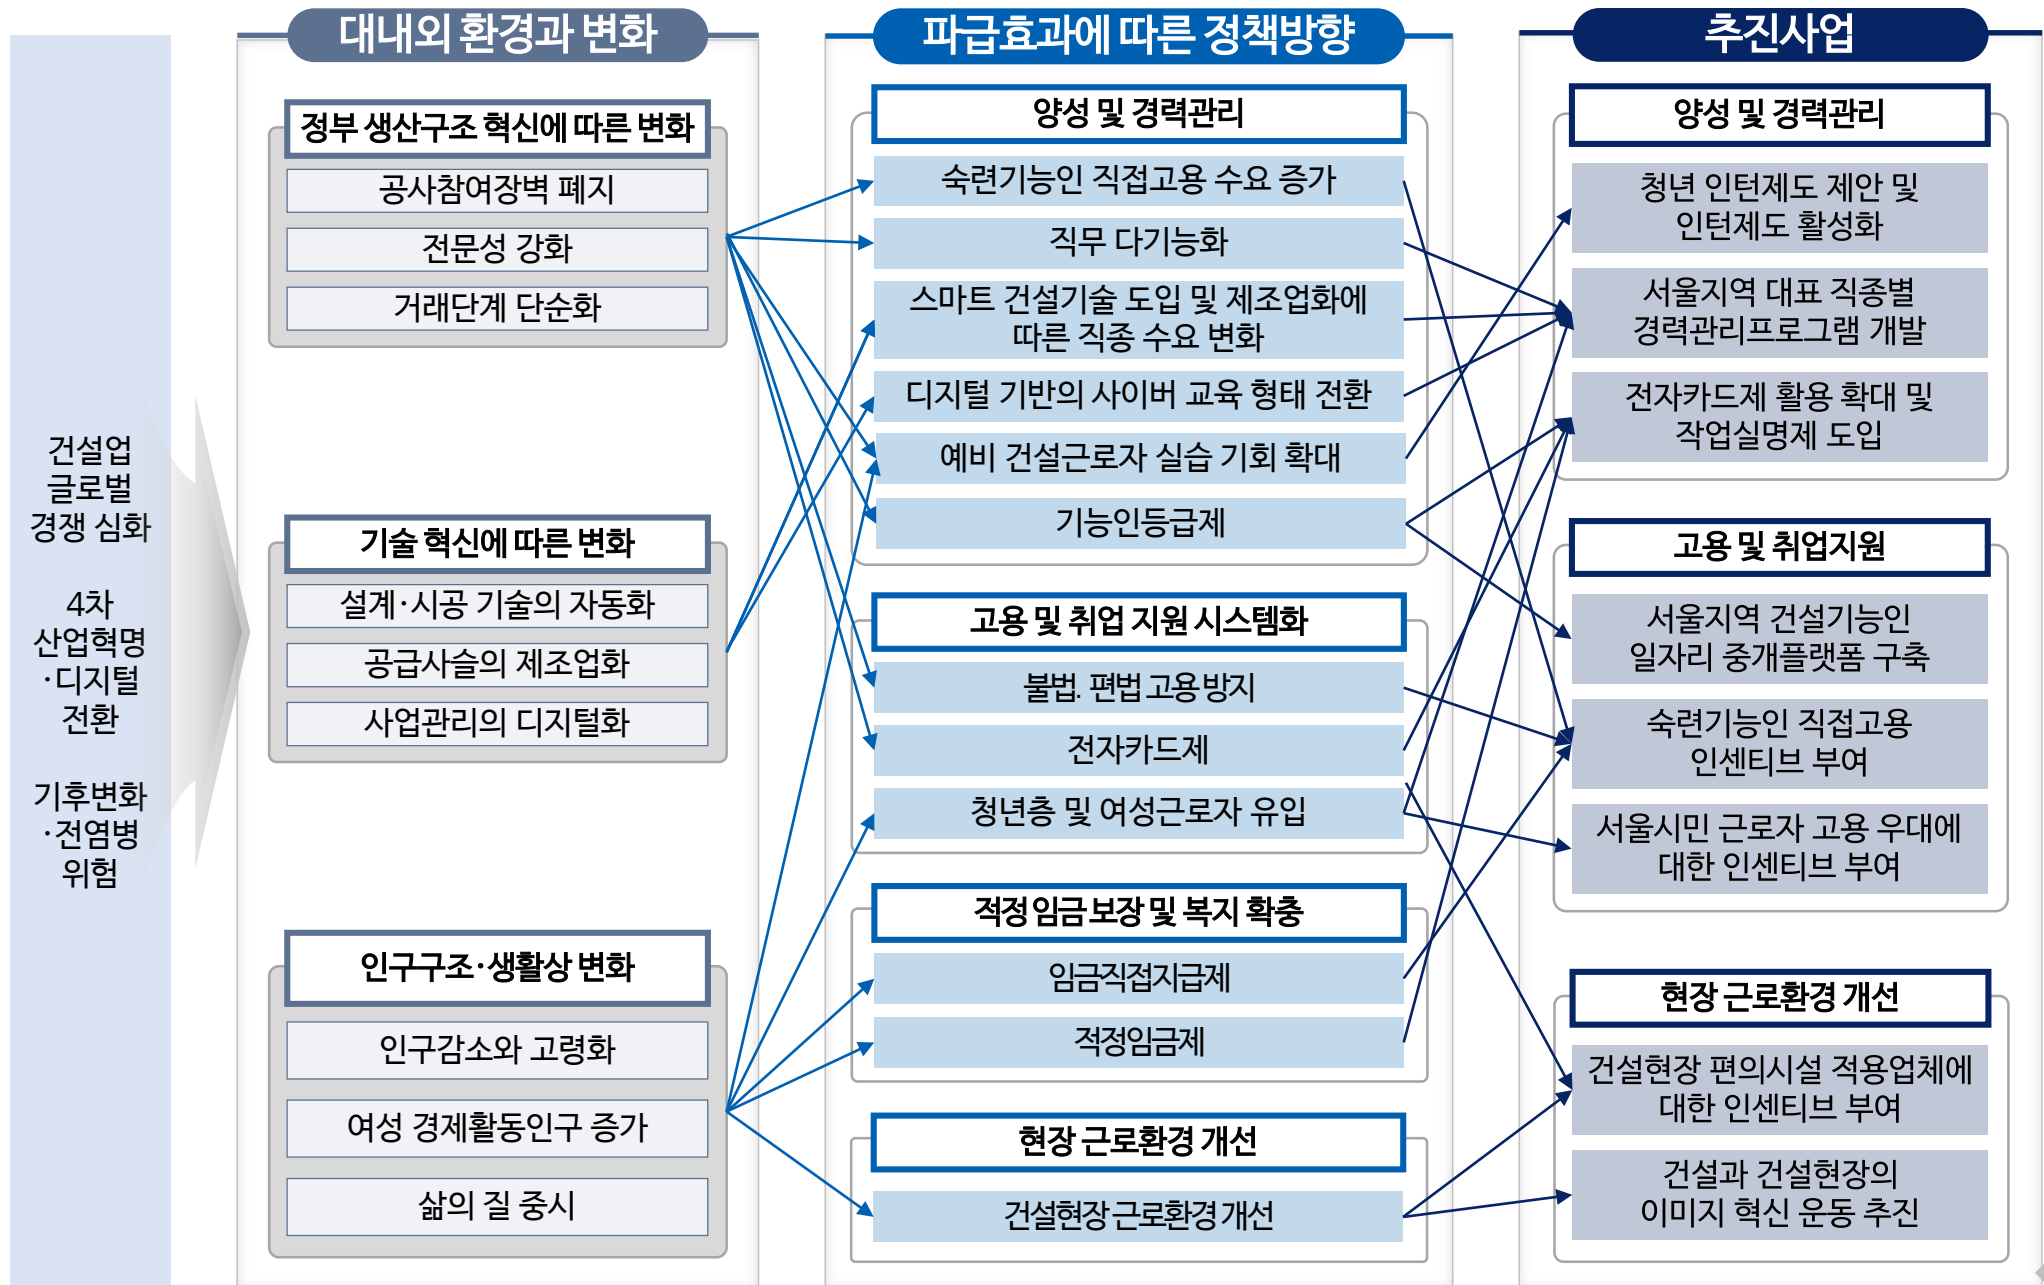 건설업
글로벌
경쟁 심화
4차
산업혁명
·디지털
전환
기후변화
·전염병
위험
대내외 환경과 변화
정부 생산구조 혁신에 따른 변화
공사참여장벽 폐지
전문성 강화
거래단계 단순화
기술 혁신에 따른 변화
설계·시공 기술의 자동화
공급사슬의 제조업화
사업관리의 디지털화
인구구조·생활상 변화
인구감소와 고령화
여성 경제활동인구 증가
삶의 질 중시
파급효과에 따른 정책방향
양성 및 경력관리
숙련기능인 직접고용 수요 증가
직무 다기능화
스마트 건설기술 도입 및 제조업화에
따른 직종 수요 변화
디지털 기반의 사이버 교육 형태 전환
예비 건설근로자 실습 기회 확대
기능인등급제
고용 및 취업 지원 시스템화
불법. 편법 고용 방지
전자카드제
청년층 및 여성근로자 유입
적정 임금 보장 및 복지 확충
임금직접지급제
적정임금제
현장 근로환경 개선
건설현장 근로환경 개선
추진사업
양성 및 경력관리
청년 인턴제도 제안 및
인턴제도 활성화
서울지역 대표 직종별
경력관리프로그램 개발
전자카드제 활용 확대 및
작업실명제 도입
고용 및 취업지원
서울지역 건설기능인
일자리 중개플랫폼 구축
숙련기능인 직접고용
인센티브 부여
서울시민 근로자 고용 우대에
대한 인센티브 부여
현장 근로환경 개선
건설현장 편의시설 적용업체에
대한 인센티브 부여
건설과 건설현장의
이미지 혁신 운동 추진